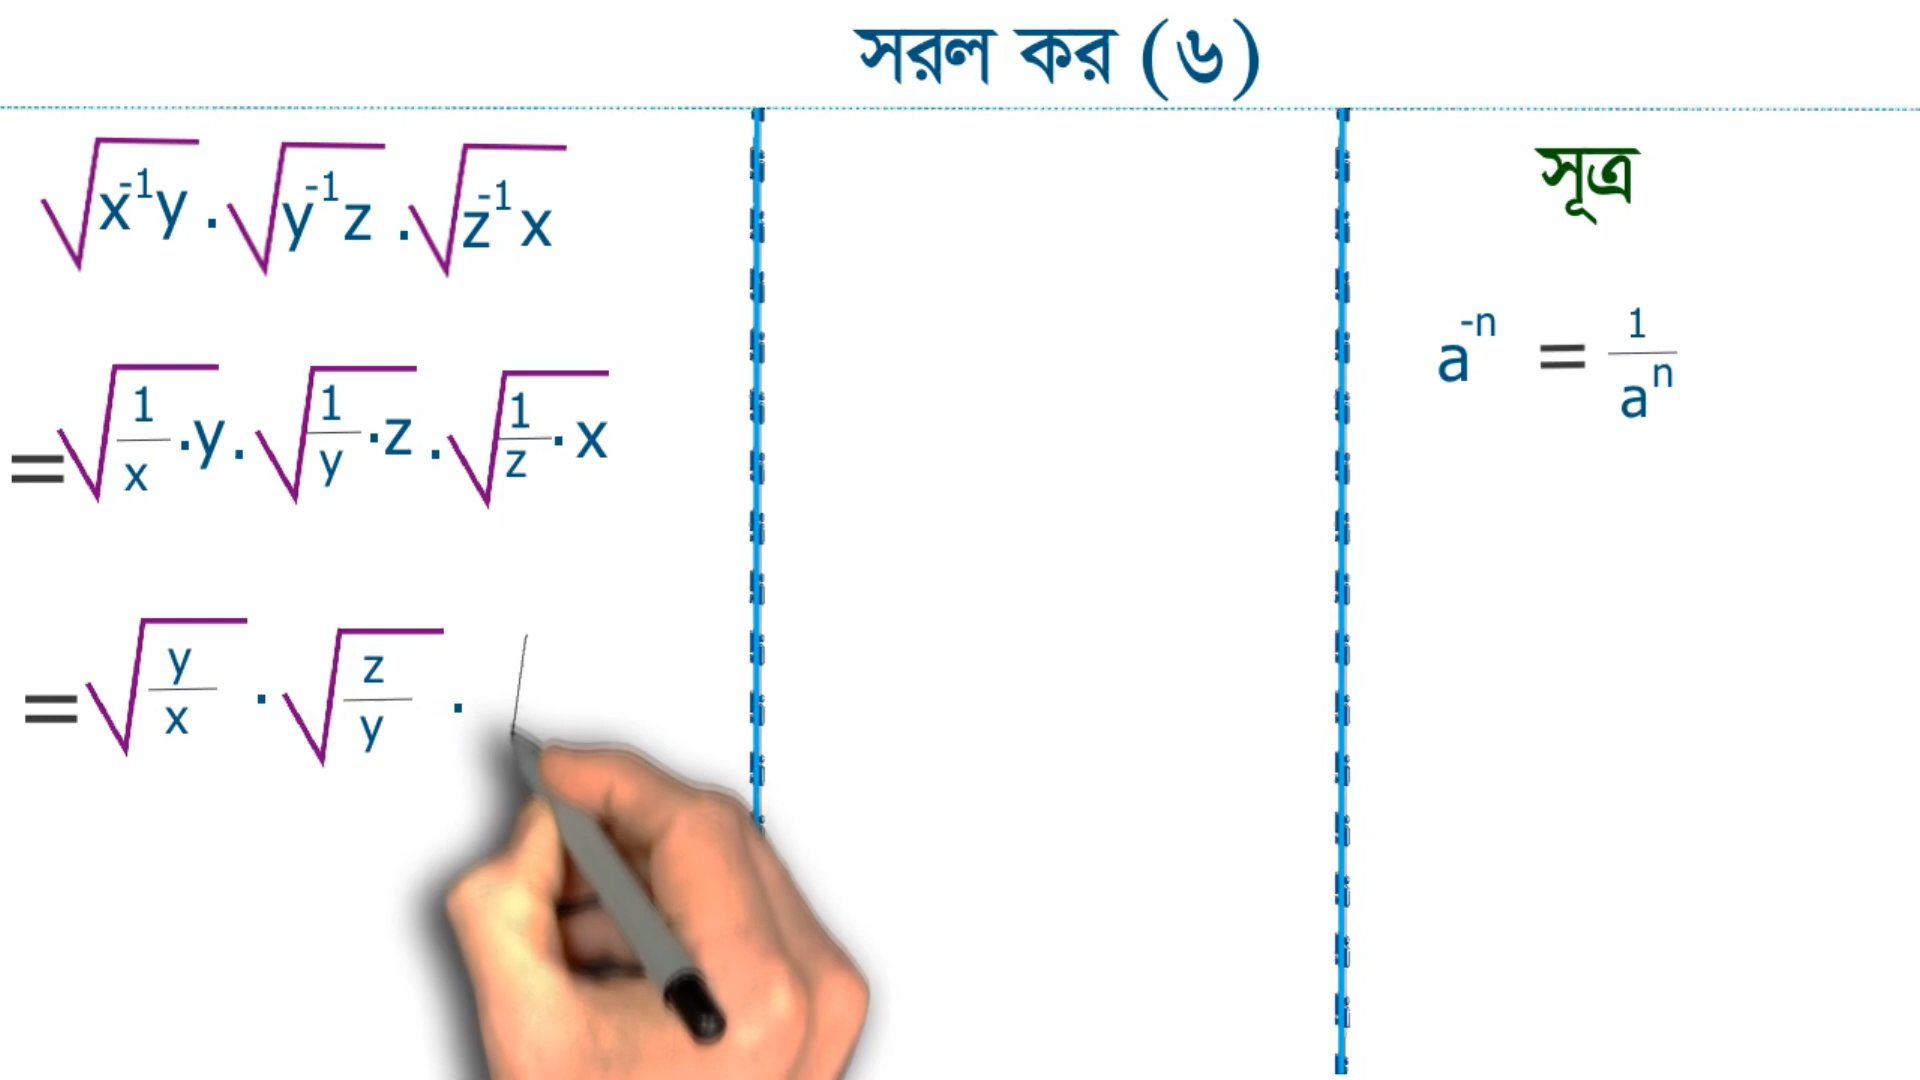 সরল কর (৬)
√x⁻¹y . √y⁻¹z . √z⁻¹x
= √1/x · y . √1/y · z . √1/z · x
= √y/x · √z/y ·
সূত্র
a⁻ⁿ = 1/aⁿ